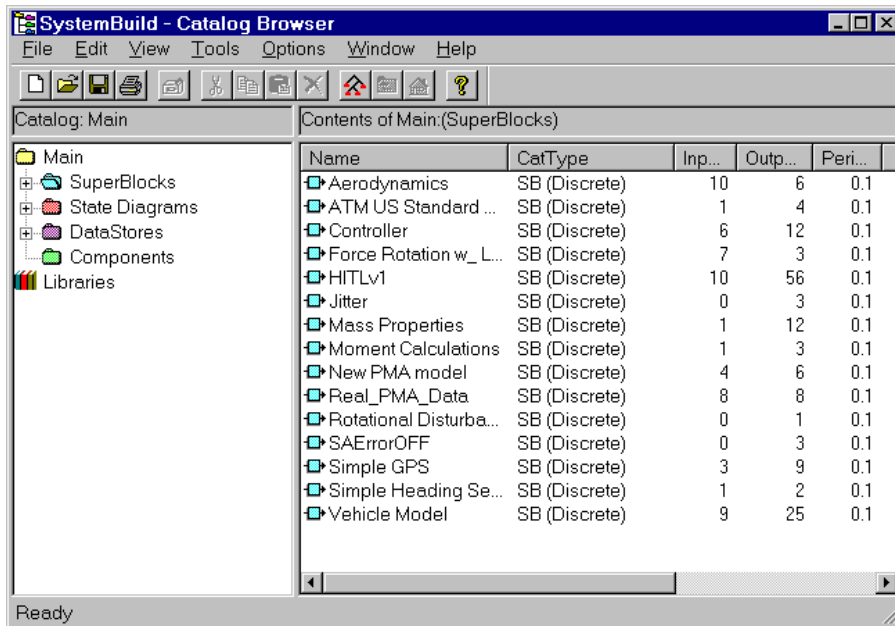 SystemBuild - Catalog Browser
File Edit View Tools Options Window Help
Catalog: Main
Contents of Main:(SuperBlocks)
Main
SuperBlocks
State Diagrams
DataStores
Components
Libraries
Name CatType Inp... Outp... Peri...
Aerodynamics SB (Discrete) 10 6 0.1
ATM US Standard ... SB (Discrete) 1 4 0.1
Controller SB (Discrete) 6 12 0.1
Force Rotation w_ L... SB (Discrete) 7 3 0.1
HITLv1 SB (Discrete) 10 56 0.1
Jitter SB (Discrete) 0 3 0.1
Mass Properties SB (Discrete) 1 12 0.1
Moment Calculations SB (Discrete) 1 3 0.1
New PMA model SB (Discrete) 4 6 0.1
Real_PMA_Data SB (Discrete) 8 8 0.1
Rotational Disturba... SB (Discrete) 0 1 0.1
SAErrorOFF SB (Discrete) 0 3 0.1
Simple GPS SB (Discrete) 3 9 0.1
Simple Heading Se... SB (Discrete) 1 2 0.1
Vehicle Model SB (Discrete) 9 25 0.1
Ready